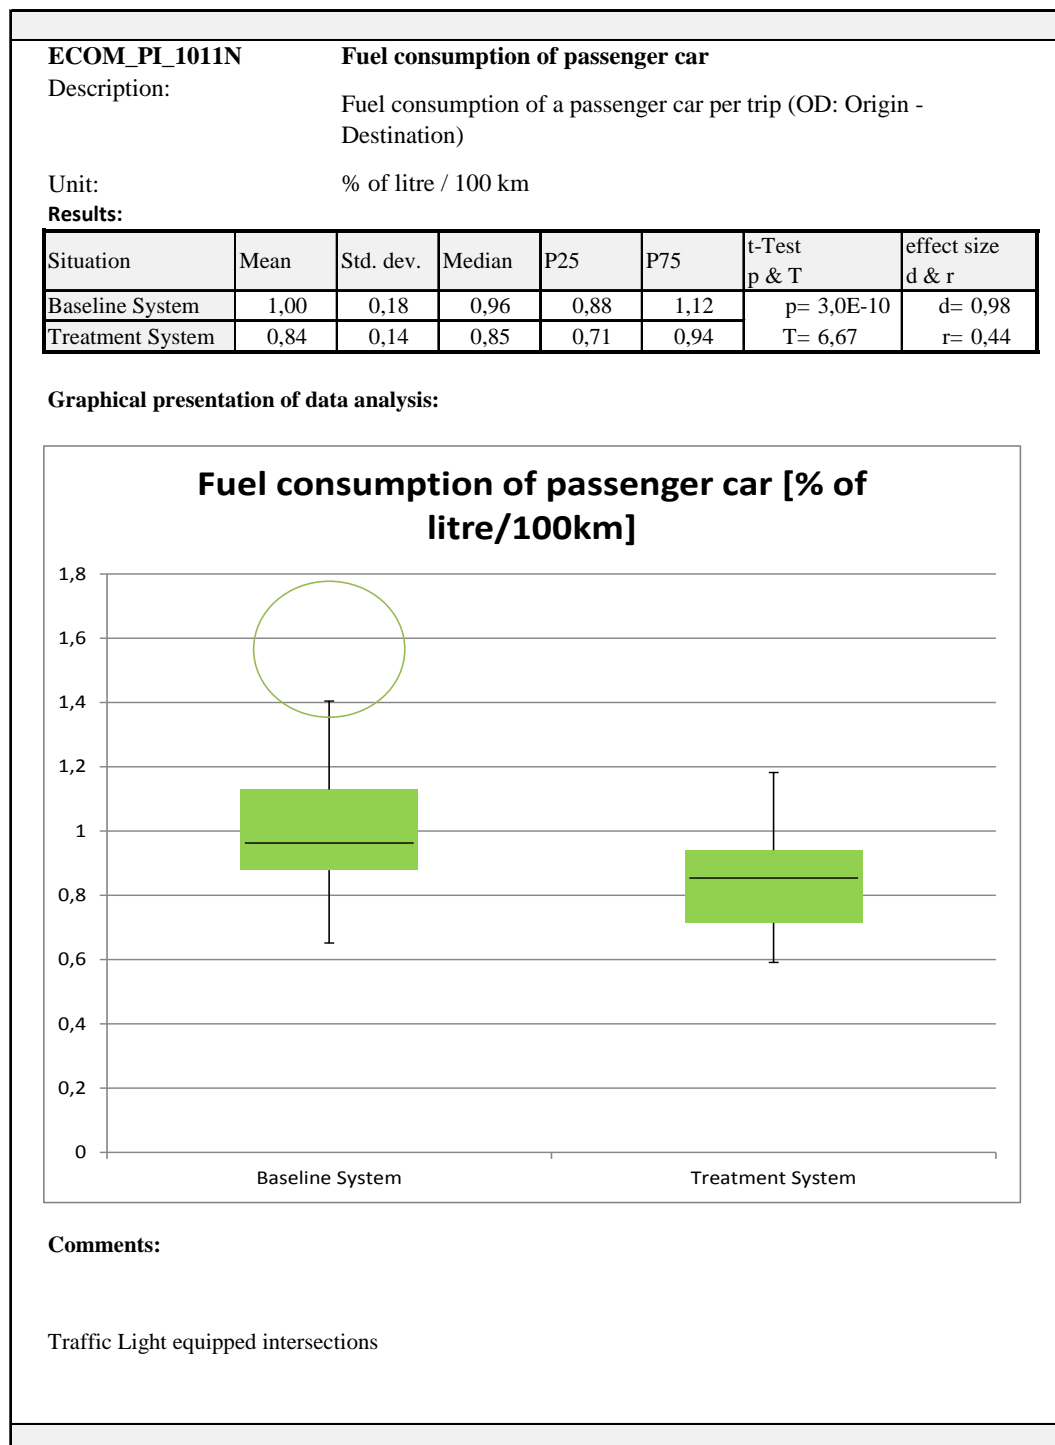 ECOM_PI_1011N Fuel consumption of passenger car
Description:
Fuel consumption of a passenger car per trip (OD: Origin -
Destination)
Unit: % of litre / 100 km
Results:
Situation Mean Std. dev. Median P25 P75 t-Test p & T effect size d & r
Baseline System 1,00 0,18 0,96 0,88 1,12 p= 3,0E-10 d= 0,98
Treatment System 0,84 0,14 0,85 0,71 0,94 T= 6,67 r= 0,44
Graphical presentation of data analysis:
Fuel consumption of passenger car [% of
litre/100km]
1,8
1,6
1,4
1,2
1
0,8
0,6
0,4
0,2
0
Baseline System Treatment System
Comments:
Traffic Light equipped intersections